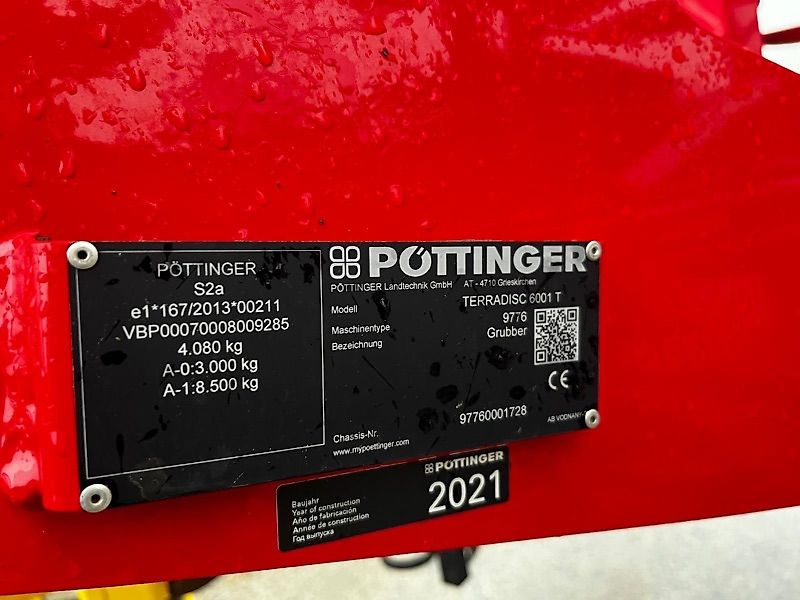 PÖTTINGER
S2a
e1*167/2013*00211
VBP00070008009285
4.080 kg
A-0:3.000 kg
A-1:8.500 kg
PÖTTINGER
PÖTTINGER Landtechnik GmbH AT - 4710 Grieskirchen
Modell TERRADISC 6001 T
Maschinentype 9776
Bezeichnung Grubber
CE
Chassis-Nr. 97760001728
www.mypoettinger.com AB VODNANY-
PÖTTINGER
2021
Baujahr
Year of construction
Año de fabricación
Année de construction
Год выпуска